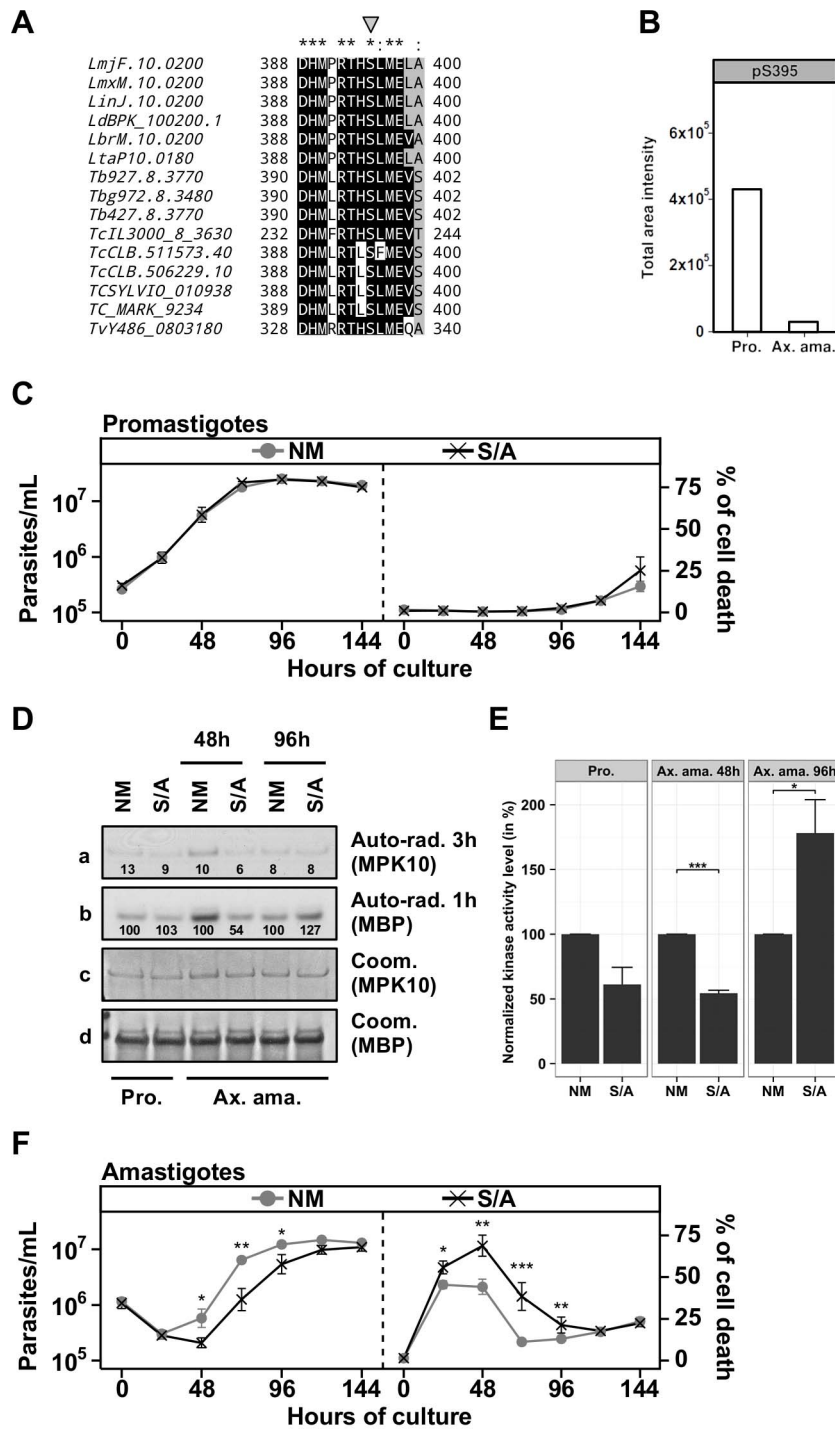 A
*** ** *:** :
LmjF.10.0200 388 DHMPRTHSLMELA 400
LmxM.10.0200 388 DHMPRTHSLMELA 400
LinJ.10.0200 388 DHMPRTHSLMELA 400
LdBPK_100200.1 388 DHMPRTHSLMELA 400
LbrM.10.0200 388 DHMPRTHSLMEVA 400
LtaP10.0180 388 DHMPRTHSLMELA 400
Tb927.8.3770 390 DHMLRTHSLMEVS 402
Tbg972.8.3480 390 DHMLRTHSLMEVS 402
Tb427.8.3770 390 DHMLRTHSLMEVS 402
TcIL3000_8_3630 232 DHMFRTHSLMEVT 244
TcCLB.511573.40 388 DHMLRTLSFMEVS 400
TcCLB.506229.10 388 DHMLRTLSLMEVS 400
TCSYLVIO_010938 388 DHMLRTLSLMEVS 400
TC_MARK_9234 389 DHMLRTLSLMEVS 400
TvY486_0803180 328 DHMRRTHSLMEQA 340
B
pS395
Total area intensity
6x10⁵
4x10⁵
2x10⁵
0
Pro. Ax. ama.
C
Promastigotes
NM S/A
Parasites/mL
10⁷
10⁶
10⁵
0 48 96 144 0 48 96 144
Hours of culture
75
50
25
0
% of cell death
D
48h 96h
NM S/A NM S/A NM S/A
a Auto-rad. 3h
(MPK10)
13 9 10 6 8 8
b Auto-rad. 1h
(MBP)
100 103 100 54 100 127
c Coom.
(MPK10)
d Coom.
(MBP)
Pro. Ax. ama.
E
Pro. Ax. ama. 48h Ax. ama. 96h
Normalized kinase activity level (in %)
200
150
100
50
0
*** *
NM S/A NM S/A NM S/A
F
Amastigotes
NM S/A
Parasites/mL
10⁷
10⁶
10⁵
* ** *
* ** *** **
0 48 96 144 0 48 96 144
Hours of culture
75
50
25
0
% of cell death